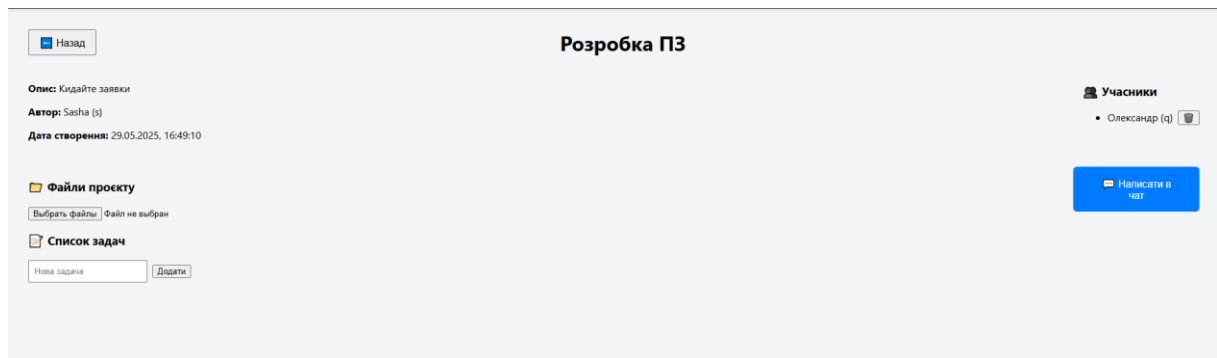 Назад
Розробка ПЗ
Опис: Кидайте заявки
Автор: Sasha (s)
Дата створення: 29.05.2025, 16:49:10
Учасники
Олександр (q)
Написати в
чат
Файли проєкту
Выбрать файлы Файл не выбран
Список задач
Нова задача Додати